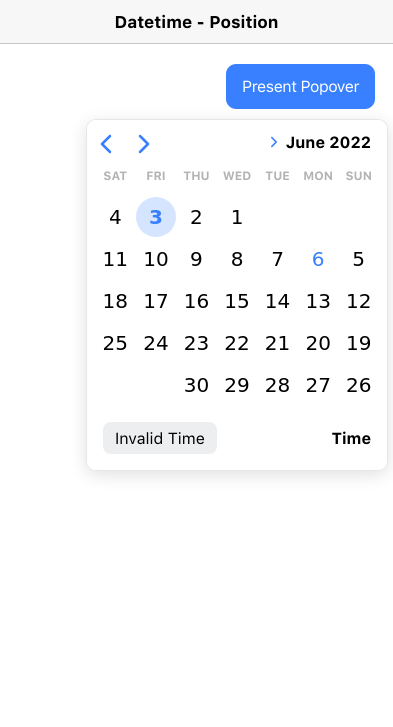 Datetime - Position
Present Popover
June 2022
SAT FRI THU WED TUE MON SUN
4 3 2 1
11 10 9 8 7 6 5
18 17 16 15 14 13 12
25 24 23 22 21 20 19
30 29 28 27 26
Invalid Time Time